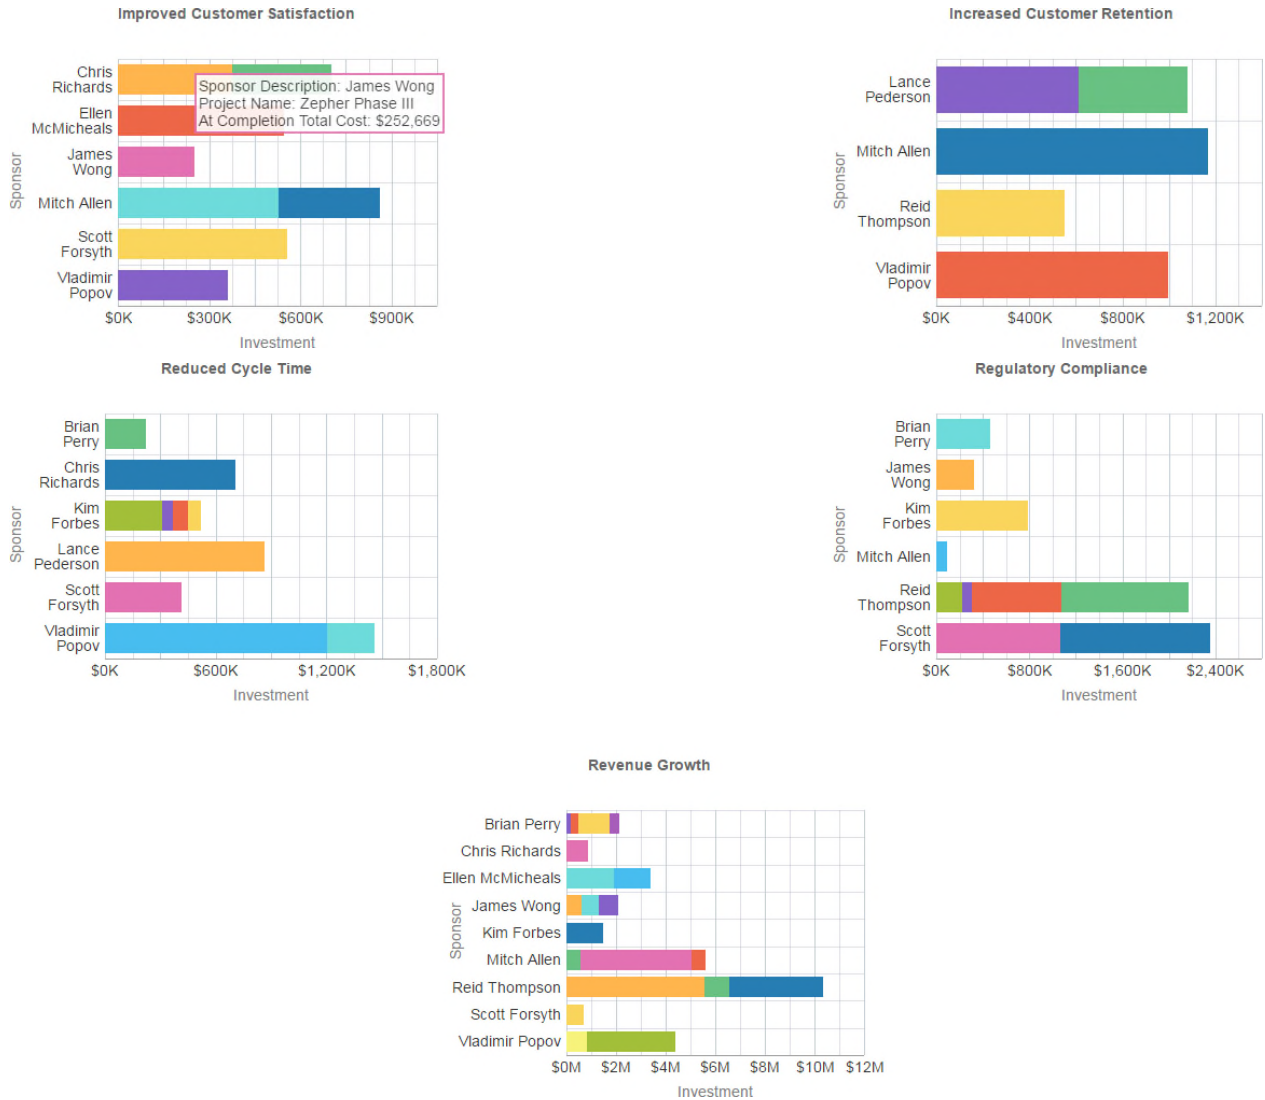 Improved Customer Satisfaction
Chris
Richards
Ellen
McMicheals
James
Wong
Mitch Allen
Scott
Forsyth
Vladimir
Popov
Sponsor
Sponsor Description: James Wong
Project Name: Zepher Phase III
At Completion Total Cost: $252,669
$0K $300K $600K $900K
Investment
Increased Customer Retention
Lance
Pederson
Mitch Allen
Reid
Thompson
Vladimir
Popov
Sponsor
$0K $400K $800K $1,200K
Investment
Reduced Cycle Time
Brian
Perry
Chris
Richards
Kim
Forbes
Lance
Pederson
Scott
Forsyth
Vladimir
Popov
Sponsor
$0K $600K $1,200K $1,800K
Investment
Regulatory Compliance
Brian
Perry
James
Wong
Kim
Forbes
Mitch Allen
Reid
Thompson
Scott
Forsyth
Sponsor
$0K $800K $1,600K $2,400K
Investment
Revenue Growth
Brian Perry
Chris Richards
Ellen McMicheals
James Wong
Kim Forbes
Mitch Allen
Reid Thompson
Scott Forsyth
Vladimir Popov
Sponsor
$0M $2M $4M $6M $8M $10M $12M
Investment